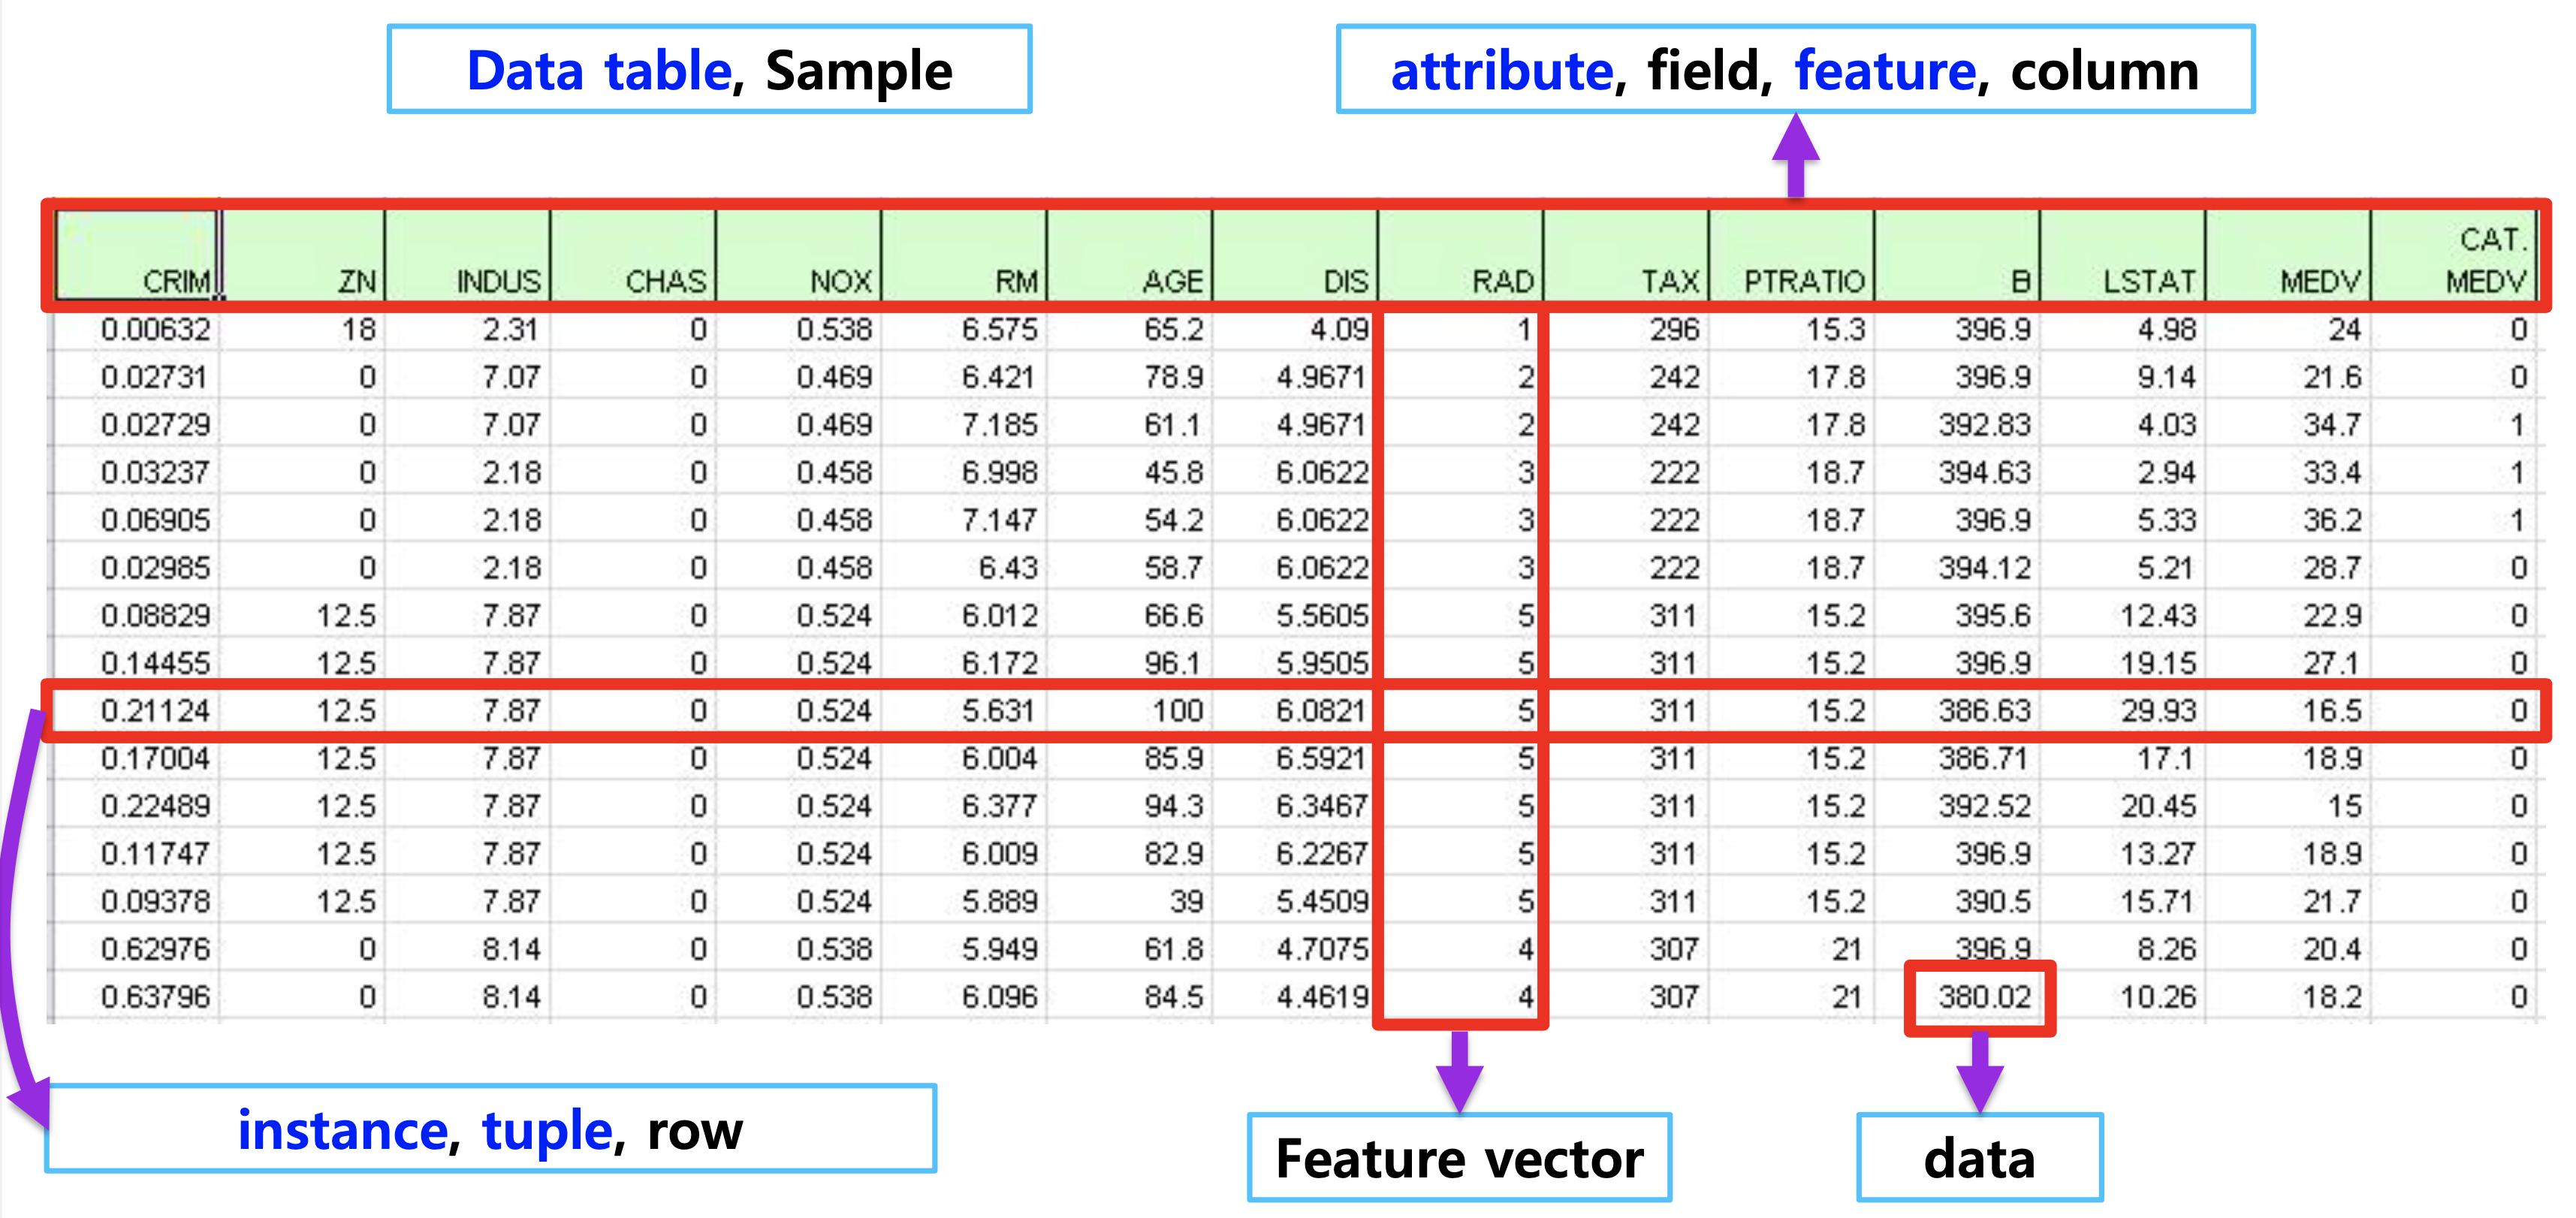 Data table, Sample
attribute, field, feature, column
CRIM ZN INDUS CHAS NOX RM AGE DIS RAD TAX PTRATIO B LSTAT MEDV CAT. MEDV
0.00632 18 2.31 0 0.538 6.575 65.2 4.09 1 296 15.3 396.9 4.98 24 0
0.02731 0 7.07 0 0.469 6.421 78.9 4.9671 2 242 17.8 396.9 9.14 21.6 0
0.02729 0 7.07 0 0.469 7.185 61.1 4.9671 2 242 17.8 392.83 4.03 34.7 1
0.03237 0 2.18 0 0.458 6.998 45.8 6.0622 3 222 18.7 394.63 2.94 33.4 1
0.06905 0 2.18 0 0.458 7.147 54.2 6.0622 3 222 18.7 396.9 5.33 36.2 1
0.02985 0 2.18 0 0.458 6.43 58.7 6.0622 3 222 18.7 394.12 5.21 28.7 0
0.08829 12.5 7.87 0 0.524 6.012 66.6 5.5605 5 311 15.2 395.6 12.43 22.9 0
0.14455 12.5 7.87 0 0.524 6.172 96.1 5.9505 5 311 15.2 396.9 19.15 27.1 0
0.21124 12.5 7.87 0 0.524 5.631 100 6.0821 5 311 15.2 386.63 29.93 16.5 0
0.17004 12.5 7.87 0 0.524 6.004 85.9 6.5921 5 311 15.2 386.71 17.1 18.9 0
0.22489 12.5 7.87 0 0.524 6.377 94.3 6.3467 5 311 15.2 392.52 20.45 15 0
0.11747 12.5 7.87 0 0.524 6.009 82.9 6.2267 5 311 15.2 396.9 13.27 18.9 0
0.09378 12.5 7.87 0 0.524 5.889 39 5.4509 5 311 15.2 390.5 15.71 21.7 0
0.62976 0 8.14 0 0.538 5.949 61.8 4.7075 4 307 21 396.9 8.26 20.4 0
0.63796 0 8.14 0 0.538 6.096 84.5 4.4619 4 307 21 380.02 10.26 18.2 0
instance, tuple, row
Feature vector
data